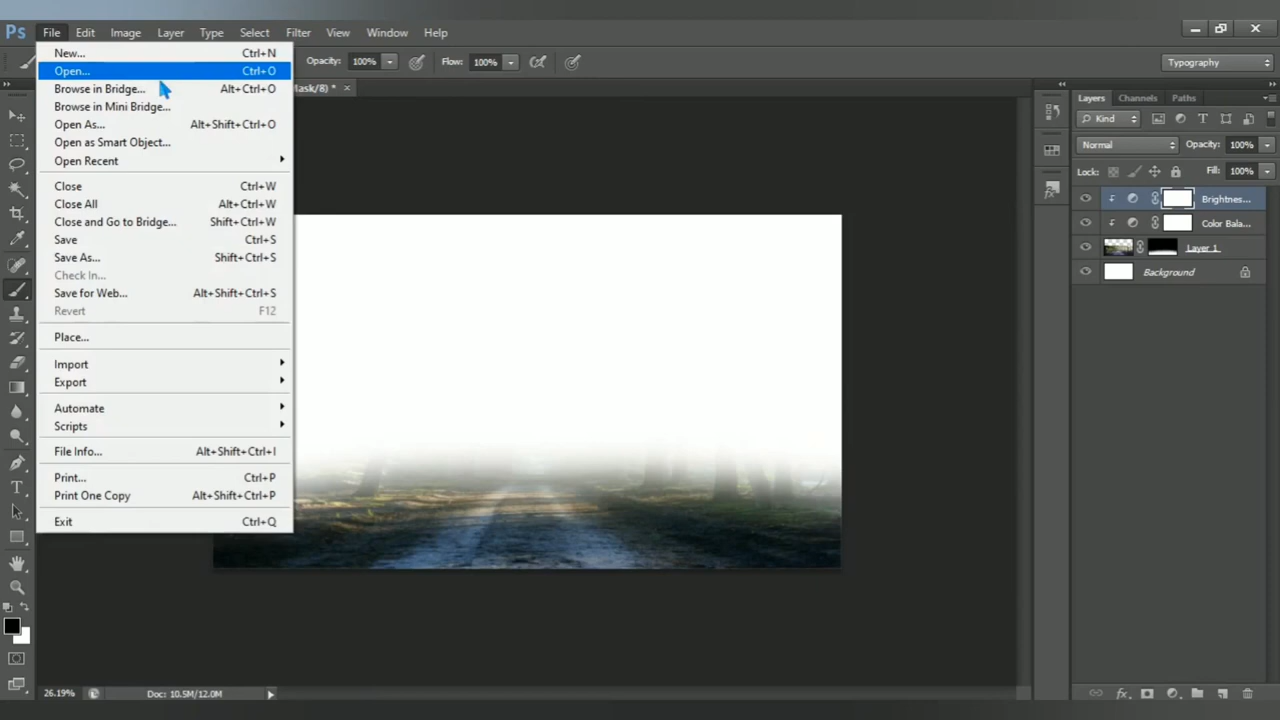 Ps File Edit Image Layer Type Select Filter View Window Help
Opacity: 100% Flow: 100% Typography
New... Ctrl+N
Open... Ctrl+O
Browse in Bridge... Alt+Ctrl+O
Browse in Mini Bridge...
Open As... Alt+Shift+Ctrl+O
Open as Smart Object...
Open Recent
Close Ctrl+W
Close All Alt+Ctrl+W
Close and Go to Bridge... Shift+Ctrl+W
Save Ctrl+S
Save As... Shift+Ctrl+S
Check In...
Save for Web... Alt+Shift+Ctrl+S
Revert F12
Place...
Import
Export
Automate
Scripts
File Info... Alt+Shift+Ctrl+I
Print... Ctrl+P
Print One Copy Alt+Shift+Ctrl+P
Exit Ctrl+Q
Mask/8) *
Layers Channels Paths
Kind
Normal Opacity: 100%
Lock: Fill: 100%
Brightnes...
Color Bala...
Layer 1
Background
26.19% Doc: 10.5M/12.0M